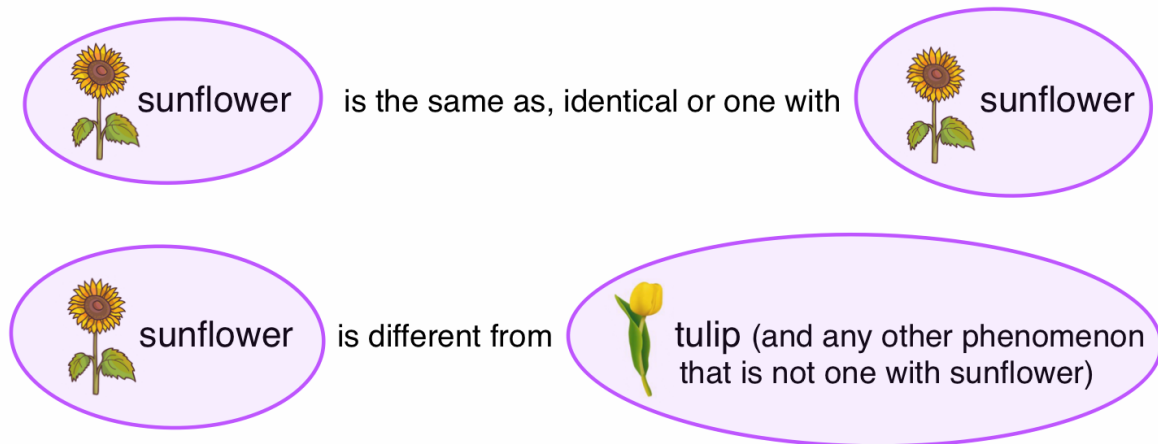 sunflower is the same as, identical or one with sunflower
sunflower is different from tulip (and any other phenomenon
that is not one with sunflower)